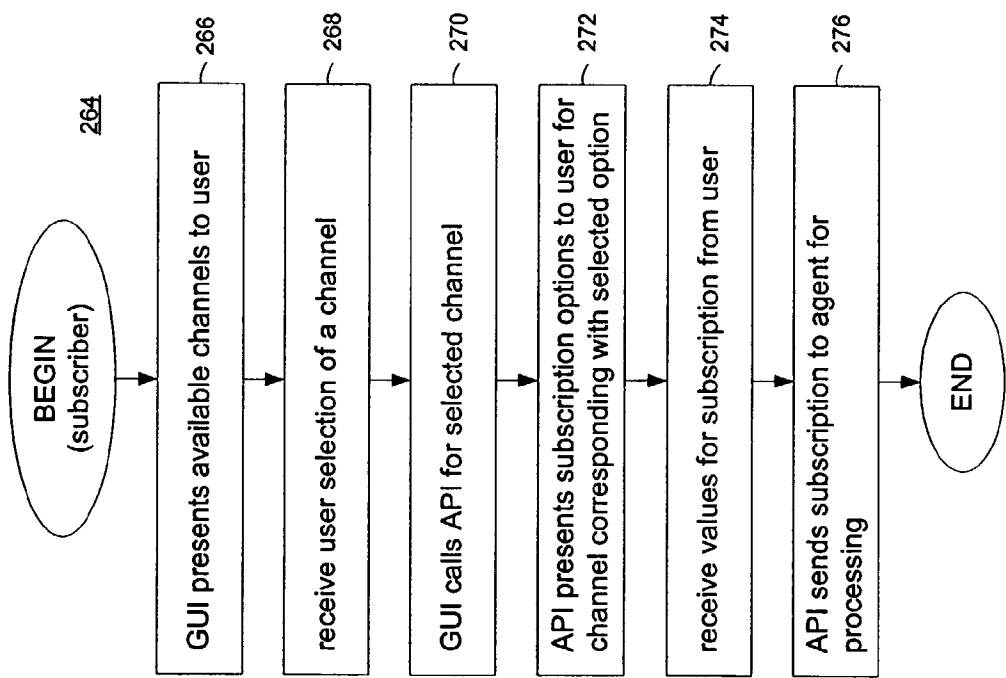 264
BEGIN
(subscriber)
GUI presents available channels to user
266
receive user selection of a channel
268
GUI calls API for selected channel
270
API presents subscription options to user for
channel corresponding with selected option
272
receive values for subscription from user
274
API sends subscription to agent for
processing
276
END